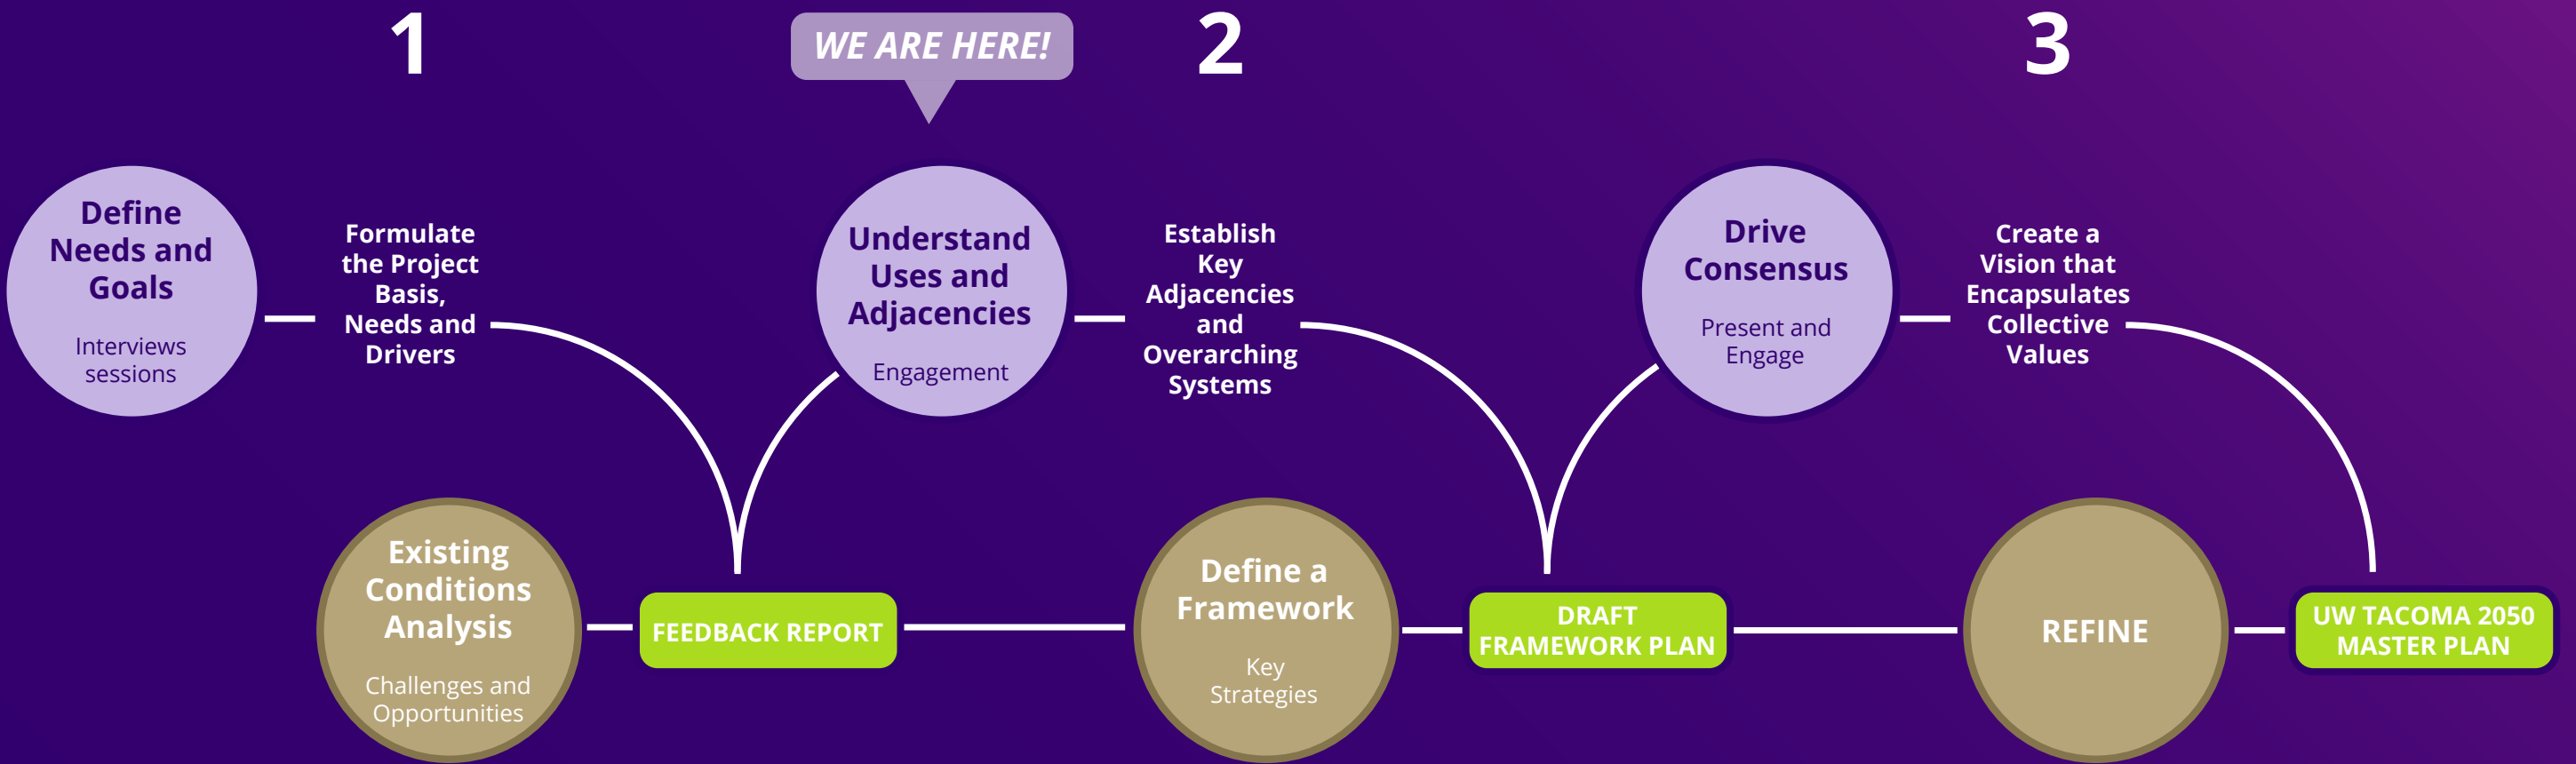 1
WE ARE HERE!
2
3
Define
Needs and
Goals
Interviews
sessions
Formulate
the Project
Basis,
Needs and
Drivers
Understand
Uses and
Adjacencies
Engagement
Establish
Key
Adjacencies
and
Overarching
Systems
Drive
Consensus
Present and
Engage
Create a
Vision that
Encapsulates
Collective
Values
Existing
Conditions
Analysis
Challenges and
Opportunities
FEEDBACK REPORT
Define a
Framework
Key
Strategies
DRAFT
FRAMEWORK PLAN
REFINE
UW TACOMA 2050
MASTER PLAN